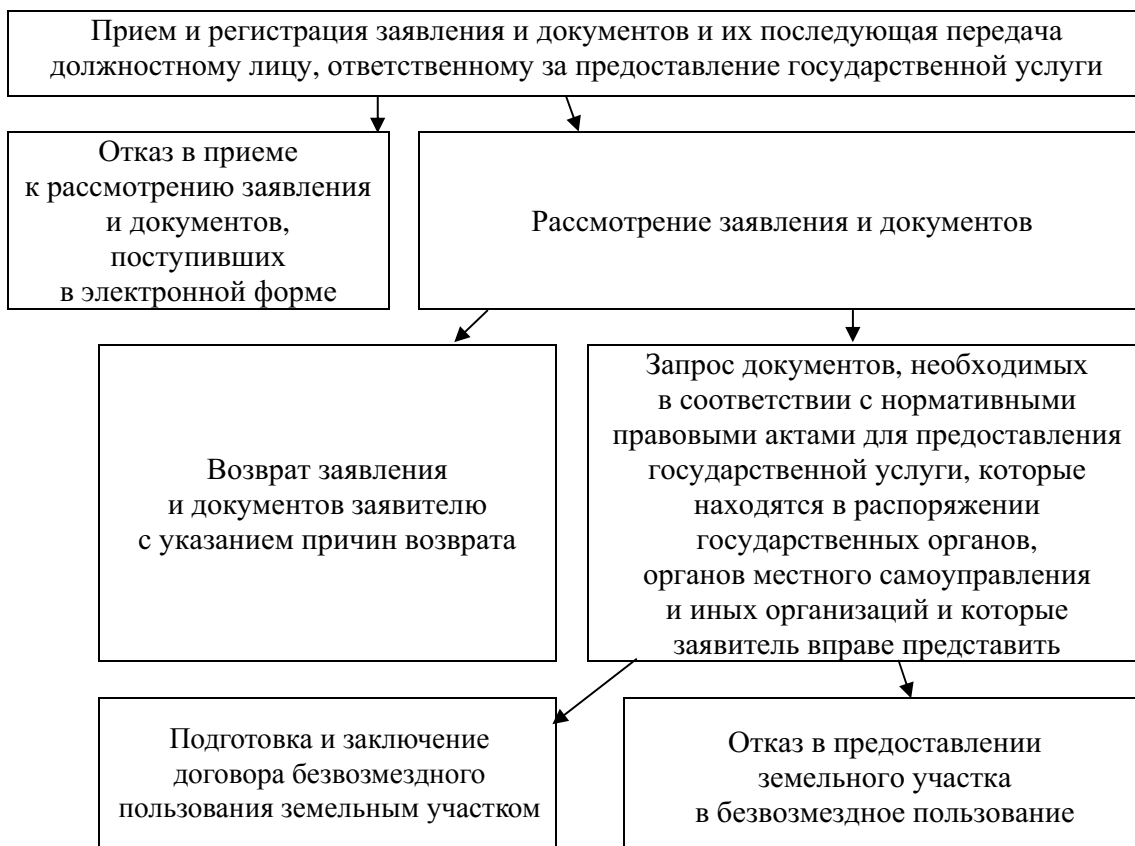 Прием и регистрация заявления и документов и их последующая передача
должностному лицу, ответственному за предоставление государственной услуги
Отказ в приеме
к рассмотрению заявления
и документов,
поступивших
в электронной форме
Рассмотрение заявления и документов
Возврат заявления
и документов заявителю
с указанием причин возврата
Запрос документов, необходимых
в соответствии с нормативными
правовыми актами для предоставления
государственной услуги, которые
находятся в распоряжении
государственных органов,
органов местного самоуправления
и иных организаций и которые
заявитель вправе представить
Подготовка и заключение
договора безвозмездного
пользования земельным участком
Отказ в предоставлении
земельного участка
в безвозмездное пользование